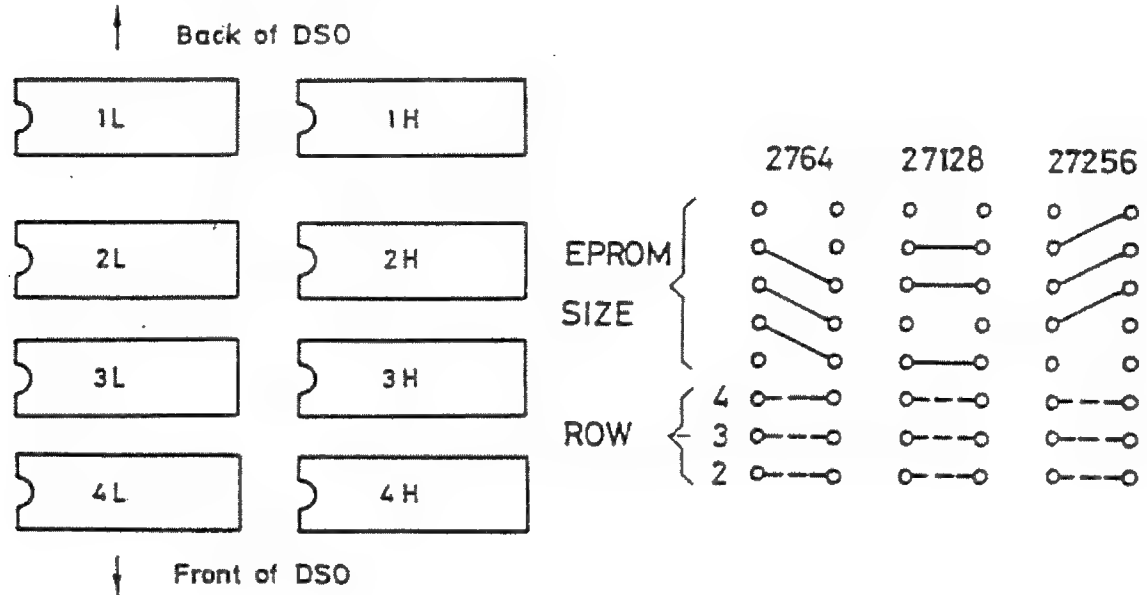 Back of DSO
1L 1H
2L 2H
3L 3H
4L 4H
Front of DSO
2764 27128 27256
EPROM
SIZE
ROW
4
3
2